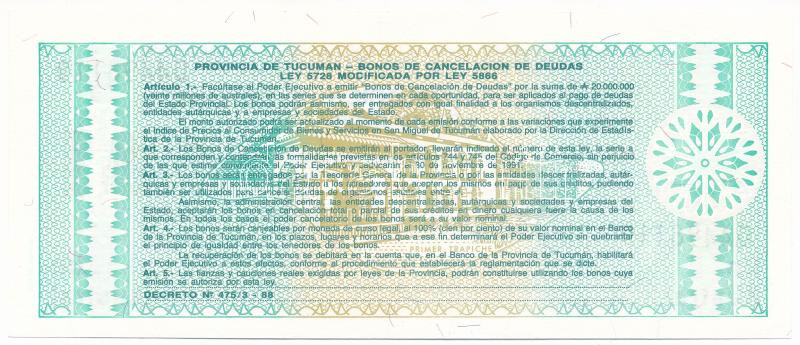 PROVINCIA DE TUCUMAN – BONOS DE CANCELACION DE DEUDAS
LEY 5728 MODIFICADA POR LEY 5866
Artículo 1.- Facúltase al Poder Ejecutivo a emitir "Bonos de Cancelación de Deudas" por la suma de ₳ 20.000.000
(veinte millones de australes), en las series que se determinen en cada oportunidad, para ser aplicados al pago de deudas
del Estado Provincial. Los bonos podrán asimismo, ser entregados con igual finalidad a los organismos descentralizados,
entidades autárquicas y a empresas y sociedades del Estado.
El monto autorizado podrá ser actualizado al momento de cada emisión conforme a las variaciones que experimente
el Indice de Precios al Consumidor de Bienes y Servicios en San Miguel de Tucumán elaborado por la Dirección de Estadís-
tica de la Provincia de Tucumán.
Art. 2.- Los Bonos de Cancelación de Deudas emitidos al portador, llevarán indicados el número de esta ley, la serie a
que correspondan y contendrán las formalidades previstas en los artículos 744 y 745 del Código de Comercio, sin perjuicio
de las que estime conveniente el Poder Ejecutivo y caducarán el 30 de noviembre de 1991.
Art. 3.- Los bonos serán entregados por la Tesorería General de la Provincia o por las entidades descentralizadas, autár-
quicas y empresas y sociedades del Estado a los acreedores que acepten los mismos en pago de sus créditos, pudiendo
también ser utilizados para cancelar deudas de organismos estatales.
Asimismo, la administración central, las entidades descentralizadas, autárquicas y sociedades y empresas del
Estado, aceptarán los bonos en cancelación total o parcial de sus créditos en dinero cualquiera fuere la causa de los
mismos. En todos los casos el poder cancelatorio de los bonos será a su valor nominal.
Art. 4.- Los bonos serán canjeables por moneda de curso legal, al 100% (cien por ciento) de su valor nominal en el Banco
de la Provincia de Tucumán, en los plazos, lugares y horarios que a ese fin determinará el Poder Ejecutivo sin quebrantar
el principio de igualdad entre los tenedores de los bonos.
PRIMER TRAPICHE
La recuperación de los bonos se debitará en la cuenta que, en el Banco de la Provincia de Tucumán, habilitará
el Poder Ejecutivo a estos efectos, conforme al procedimiento que establecerá la reglamentación que se dicte.
Art. 5.- Las fianzas y cauciones reales exigidas por leyes de la Provincia, podrán constituirse utilizando los bonos cuya
emisión se autoriza por esta ley.
DECRETO Nº 475/3 - 88